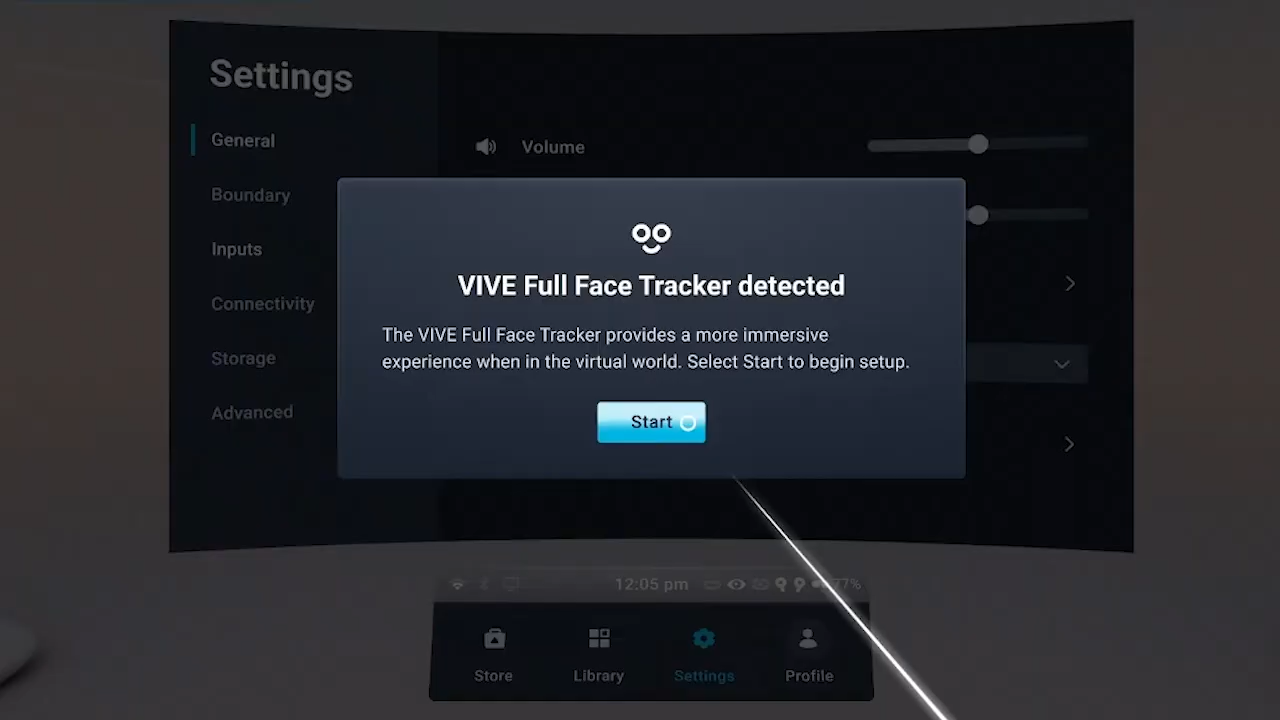 Settings
General
Boundary
Inputs
Connectivity
Storage
Advanced
Volume
VIVE Full Face Tracker detected
The VIVE Full Face Tracker provides a more immersive
experience when in the virtual world. Select Start to begin setup.
Start
12:05 pm
77%
Store
Library
Settings
Profile